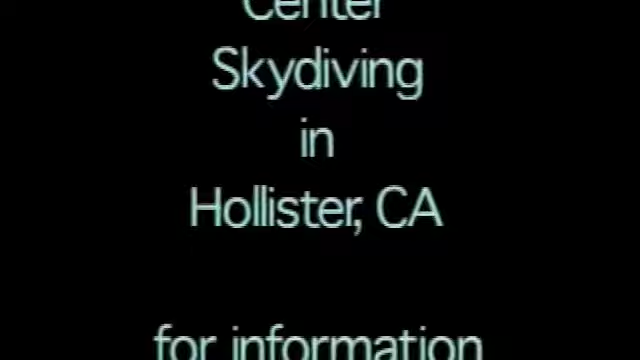 Center
Skydiving
in
Hollister, CA
for information